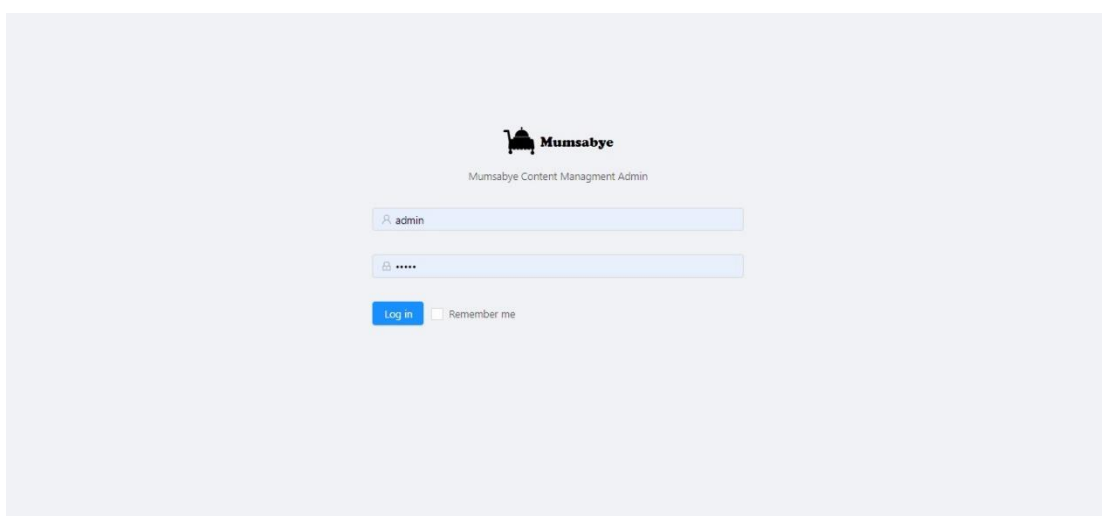 Mumsabye
Mumsabye Content Managment Admin
admin
•••••
Log in Remember me